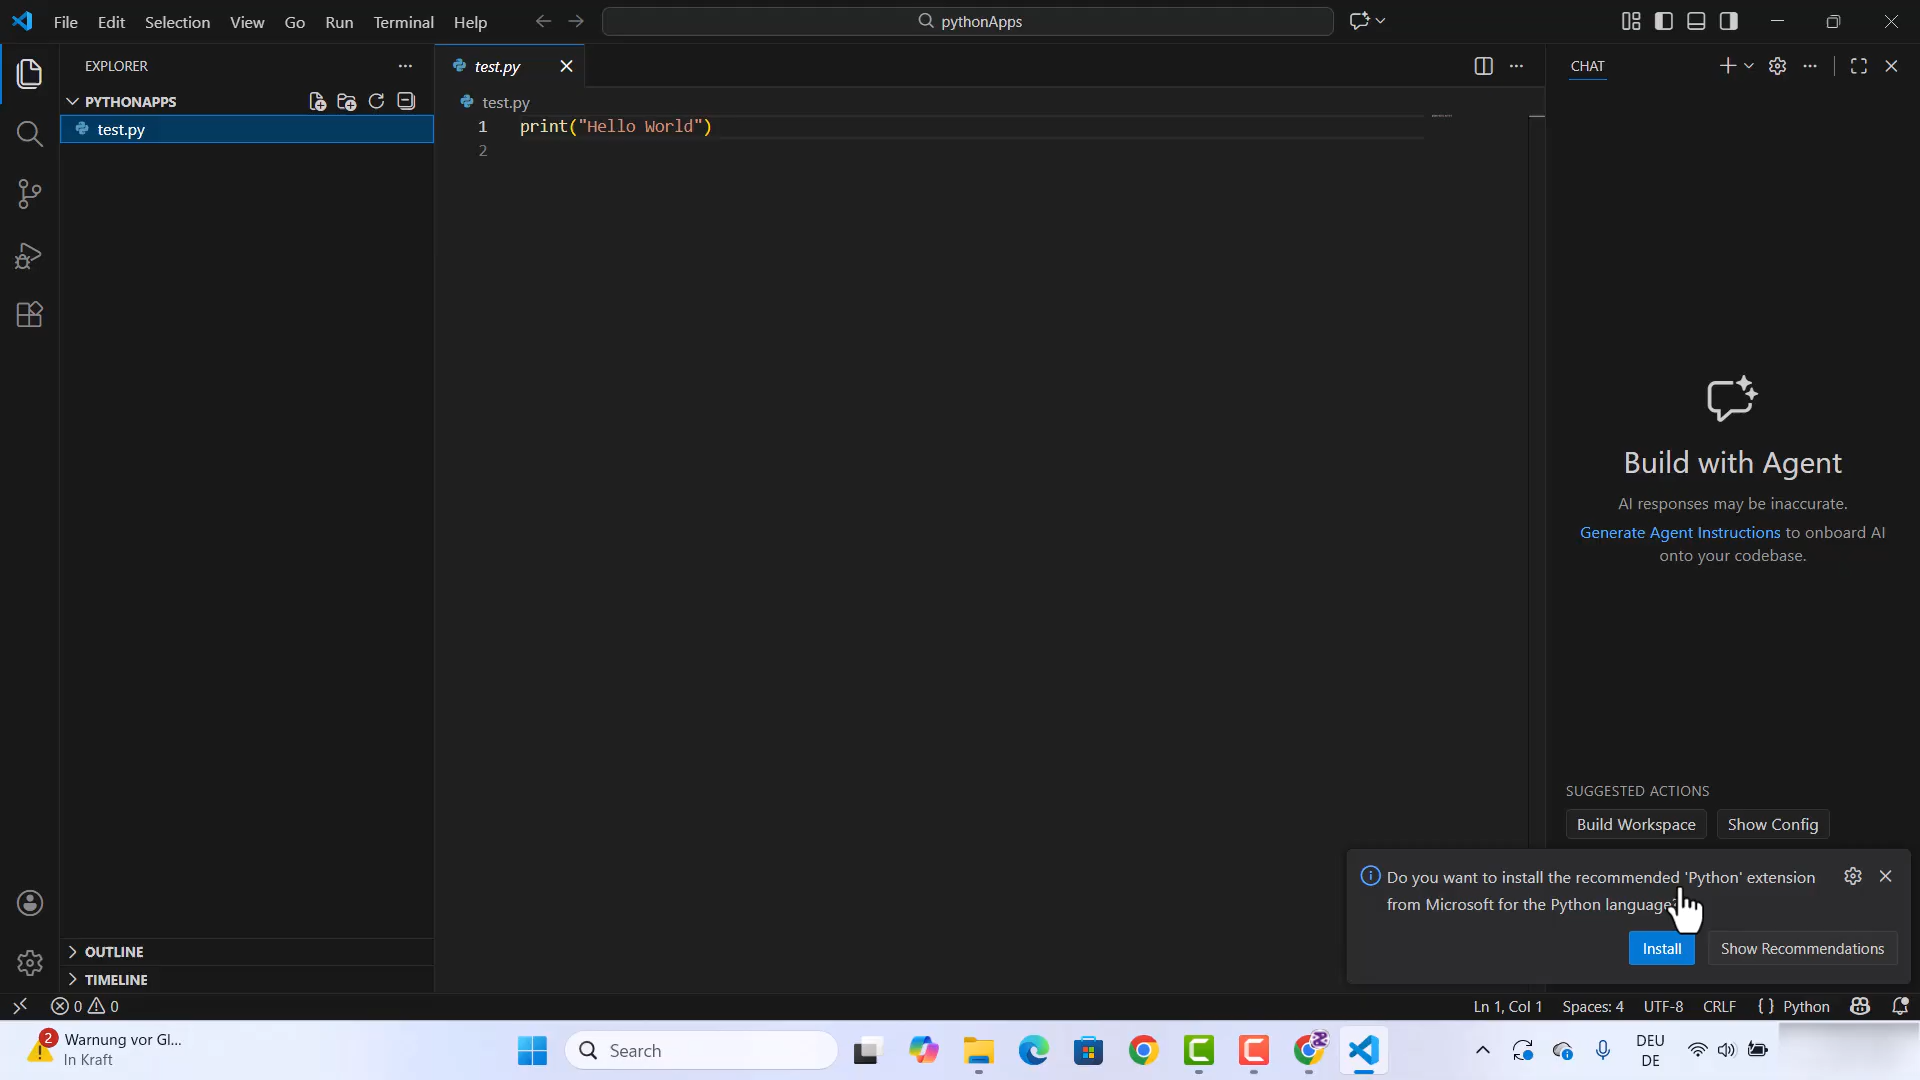 File Edit Selection View Go Run Terminal Help
pythonApps
EXPLORER
test.py
CHAT
PYTHONAPPS
test.py
test.py
1 print("Hello World")
2
Build with Agent
AI responses may be inaccurate.
Generate Agent Instructions to onboard AI
onto your codebase.
SUGGESTED ACTIONS
Build Workspace Show Config
Do you want to install the recommended 'Python' extension
from Microsoft for the Python language
Install Show Recommendations
OUTLINE
TIMELINE
0 0
Ln 1, Col 1 Spaces: 4 UTF-8 CRLF { } Python
2
Warnung vor Gl...
In Kraft
Search
2
DEU
DE